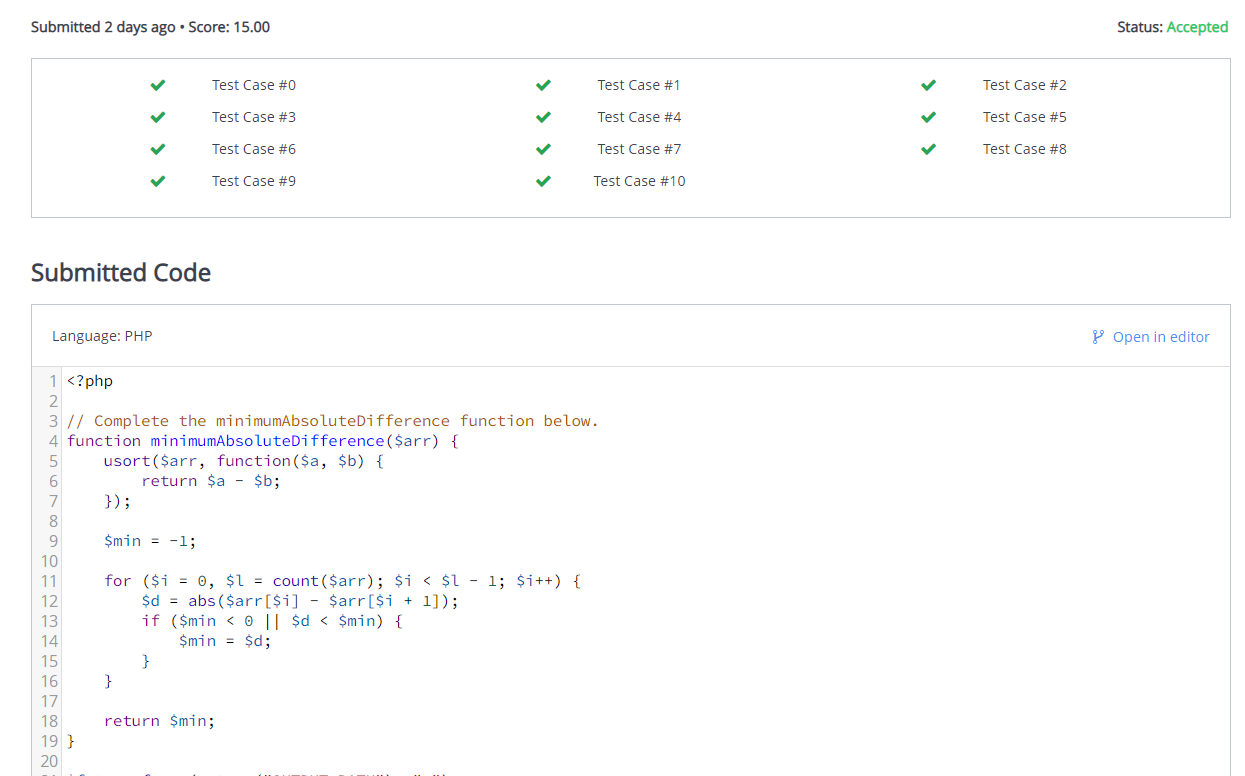 Submitted 2 days ago • Score: 15.00 Status: Accepted
Test Case #0 Test Case #1 Test Case #2
Test Case #3 Test Case #4 Test Case #5
Test Case #6 Test Case #7 Test Case #8
Test Case #9 Test Case #10
Submitted Code
Language: PHP Open in editor
1 <?php
2
3 // Complete the minimumAbsoluteDifference function below.
4 function minimumAbsoluteDifference($arr) {
5     usort($arr, function($a, $b) {
6         return $a - $b;
7     });
8
9     $min = -1;
10
11     for ($i = 0, $l = count($arr); $i < $l - 1; $i++) {
12         $d = abs($arr[$i] - $arr[$i + 1]);
13         if ($min < 0 || $d < $min) {
14             $min = $d;
15         }
16     }
17
18     return $min;
19 }
20